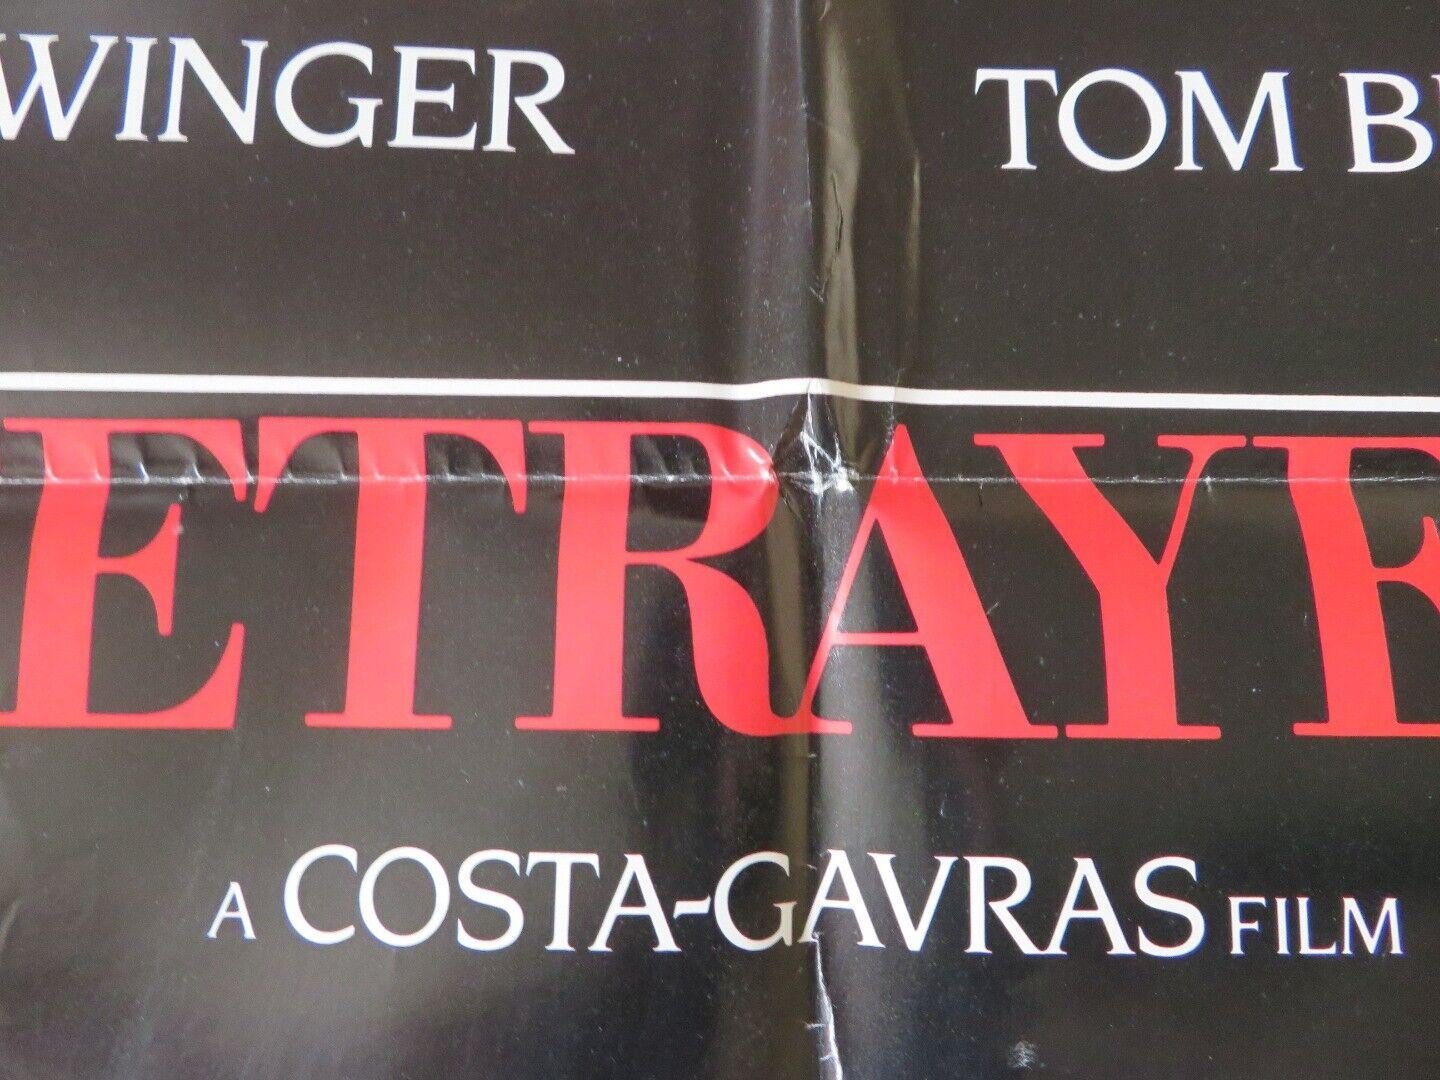 WINGER TOM B
ETRAYE
A COSTA-GAVRAS FILM